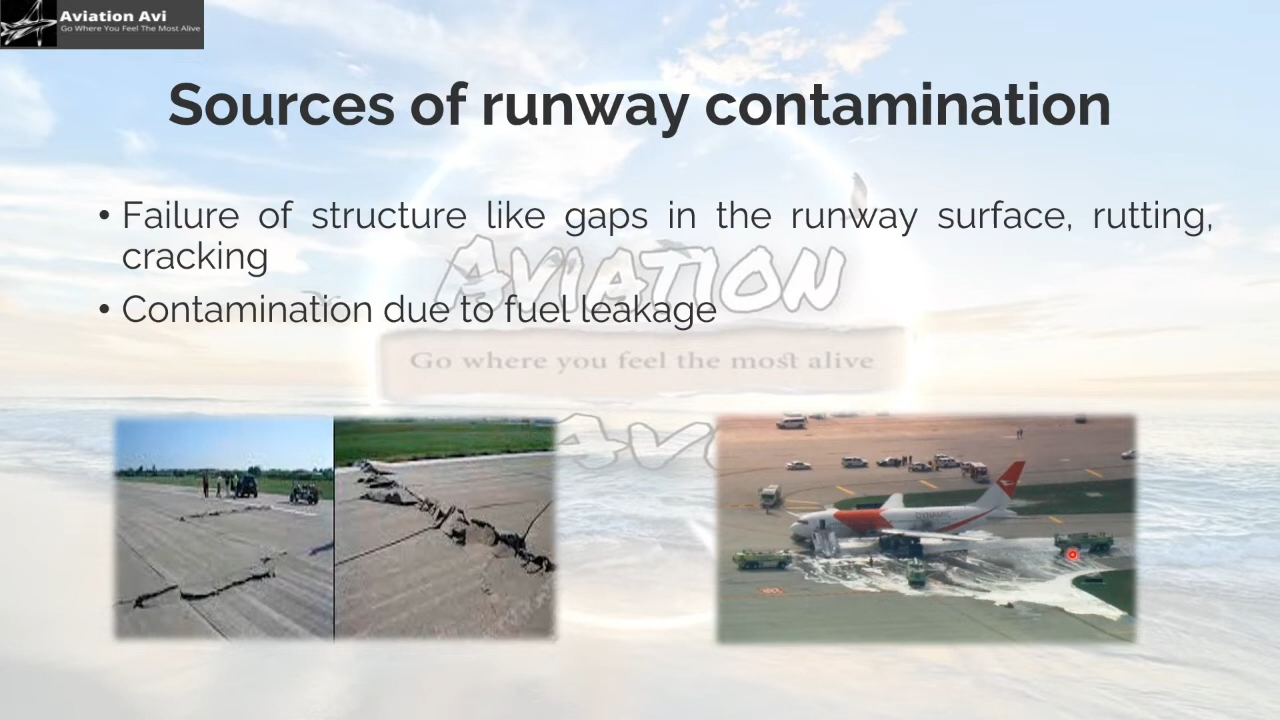 Aviation Avi
Go Where You Feel The Most Alive
Sources of runway contamination
• Failure of structure like gaps in the runway surface, rutting,
cracking
• Contamination due to fuel leakage
AVIATION
Go where you feel the most alive